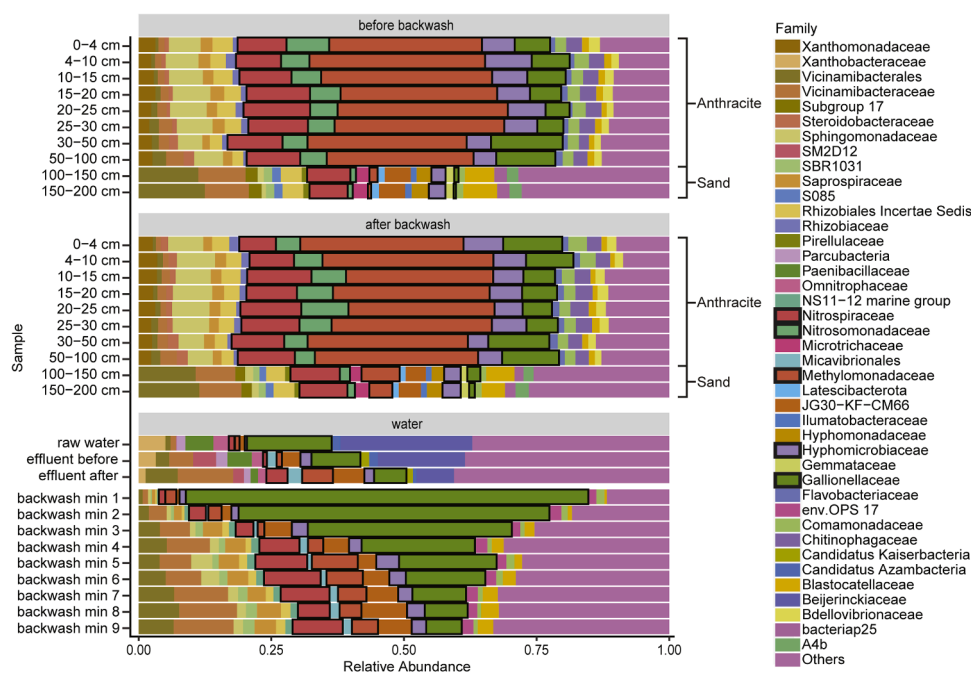 before backwash
0−4 cm
4−10 cm
10−15 cm
15−20 cm
20−25 cm
25−30 cm
30−50 cm
50−100 cm
100−150 cm
150−200 cm
Anthracite
Sand
after backwash
0−4 cm
4−10 cm
10−15 cm
15−20 cm
20−25 cm
25−30 cm
30−50 cm
50−100 cm
100−150 cm
150−200 cm
Anthracite
Sand
Sample
water
raw water
effluent before
effluent after
backwash min 1
backwash min 2
backwash min 3
backwash min 4
backwash min 5
backwash min 6
backwash min 7
backwash min 8
backwash min 9
0.00
0.25
0.50
0.75
1.00
Relative Abundance
Family
Xanthomonadaceae
Xanthobacteraceae
Vicinamibacterales
Vicinamibacteraceae
Subgroup 17
Steroidobacteraceae
Sphingomonadaceae
SM2D12
SBR1031
Saprospiraceae
S085
Rhizobiales Incertae Sedis
Rhizobiaceae
Pirellulaceae
Parcubacteria
Paenibacillaceae
Omnitrophaceae
NS11−12 marine group
Nitrospiraceae
Nitrosomonadaceae
Microtrichaceae
Micavibrionales
Methylomonadaceae
Latescibacterota
JG30−KF−CM66
Ilumatobacteraceae
Hyphomonadaceae
Hyphomicrobiaceae
Gemmataceae
Gallionellaceae
Flavobacteriaceae
env.OPS 17
Comamonadaceae
Chitinophagaceae
Candidatus Kaiserbacteria
Candidatus Azambacteria
Blastocatellaceae
Beijerinckiaceae
Bdellovibrionaceae
bacteriap25
A4b
Others